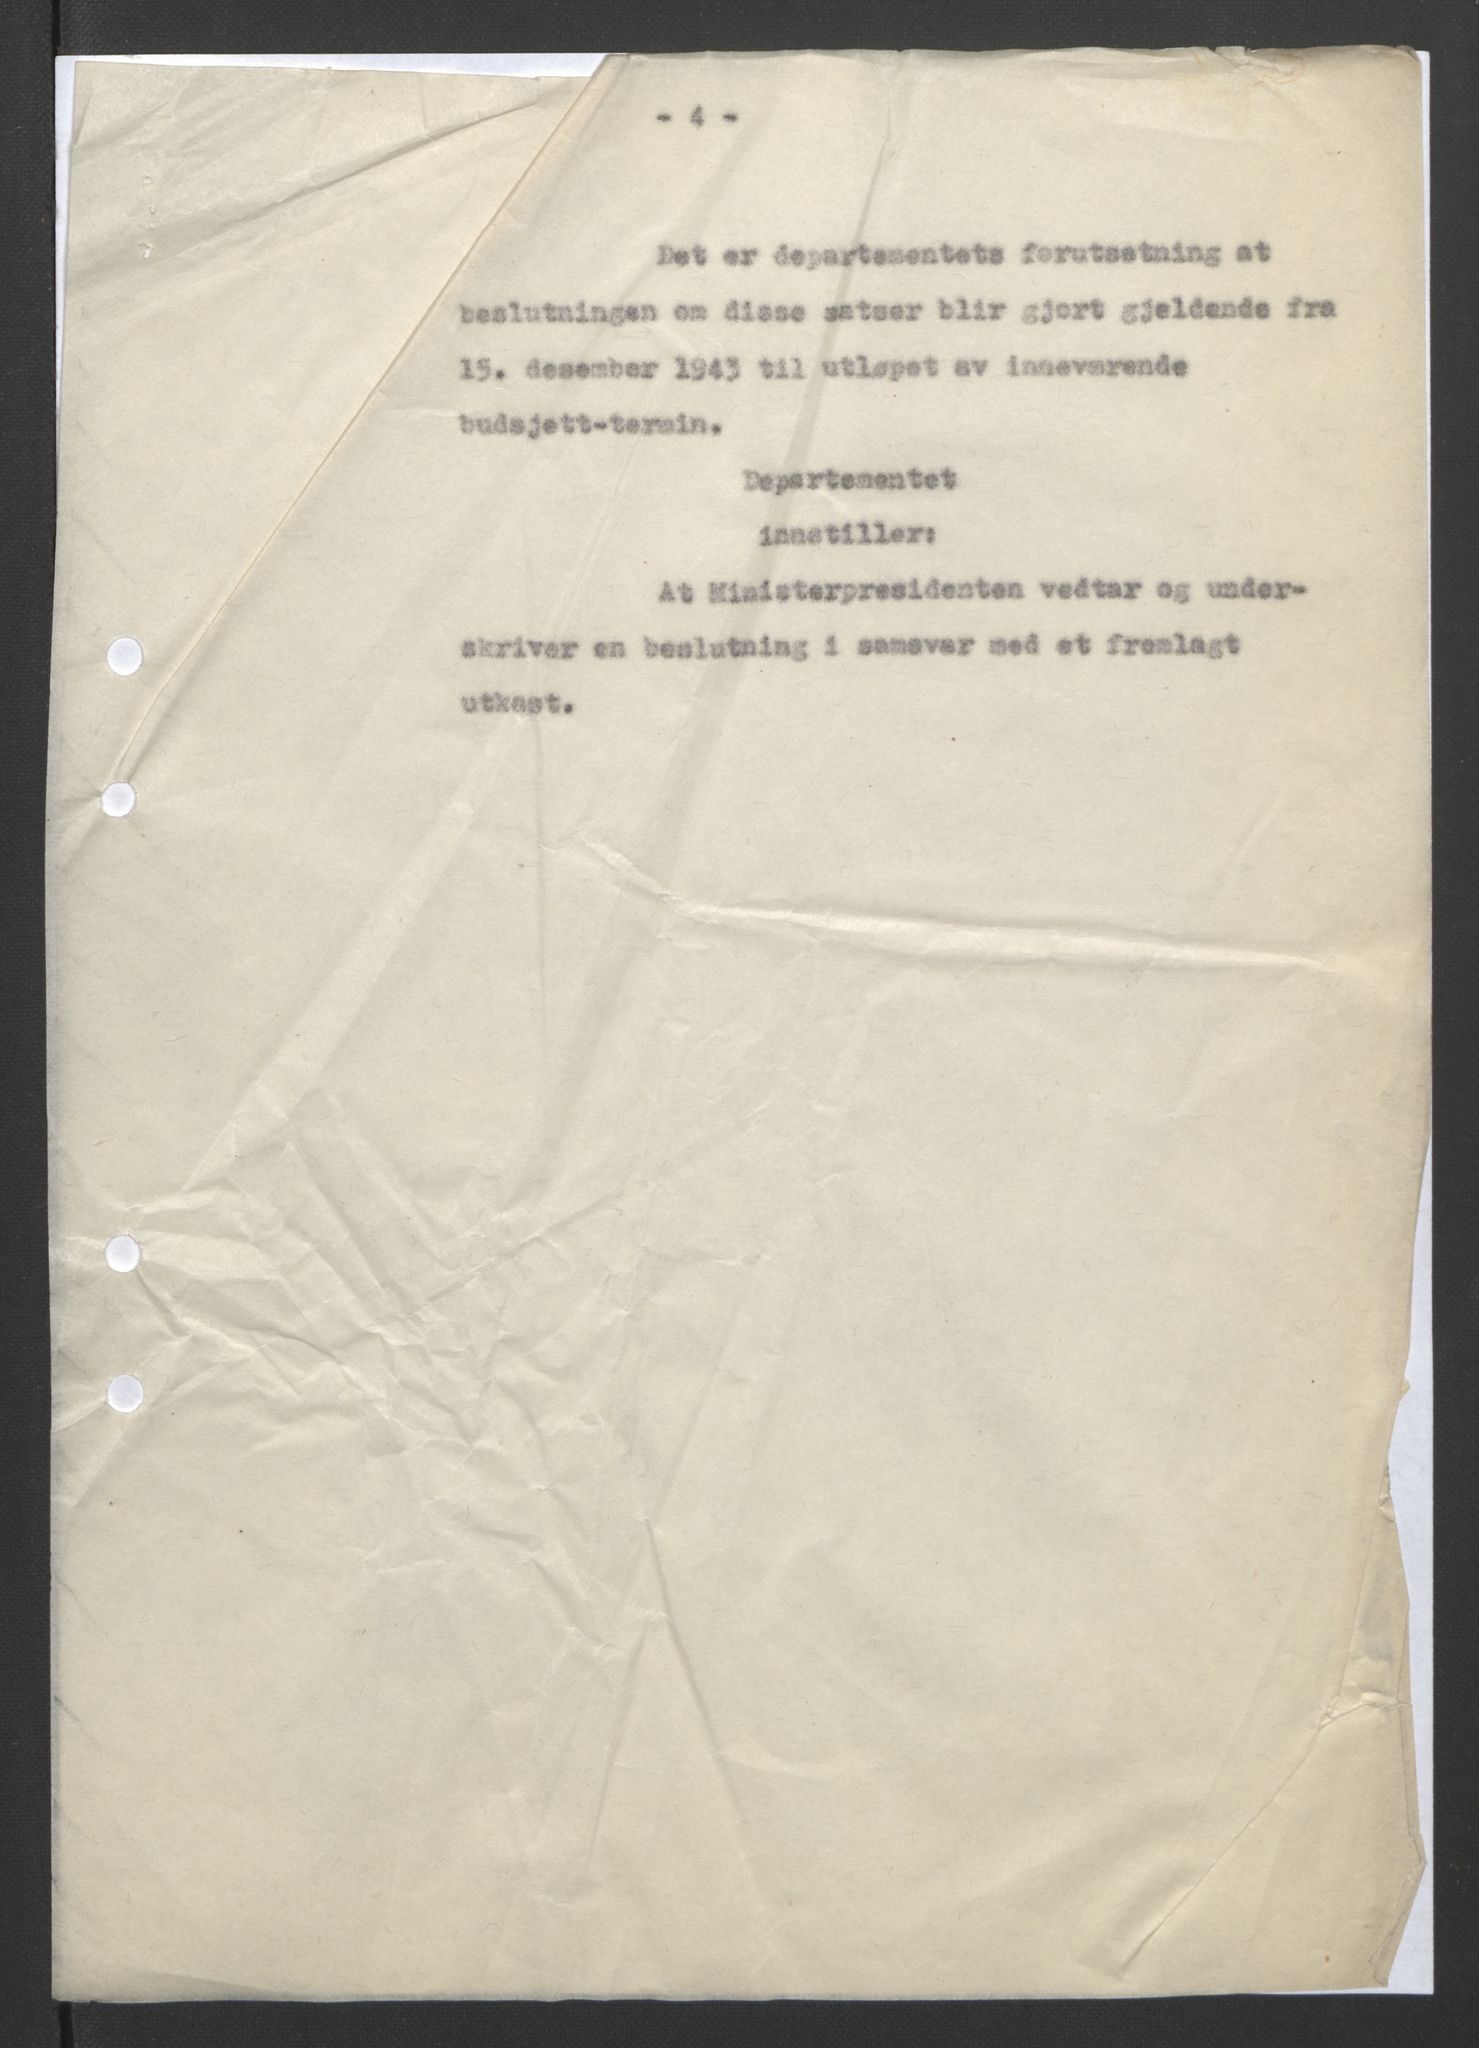 - 4 -
Det er departementets forutsetning at
beslutningen om disse satser blir gjort gjeldende fra
15. desember 1943 til utløpet av inneværende
budsjett-termin.
Departementet
innstiller:
At Ministerpresidenten vedtar og under-
skriver en beslutning i samsvar med et fremlagt
utkast.